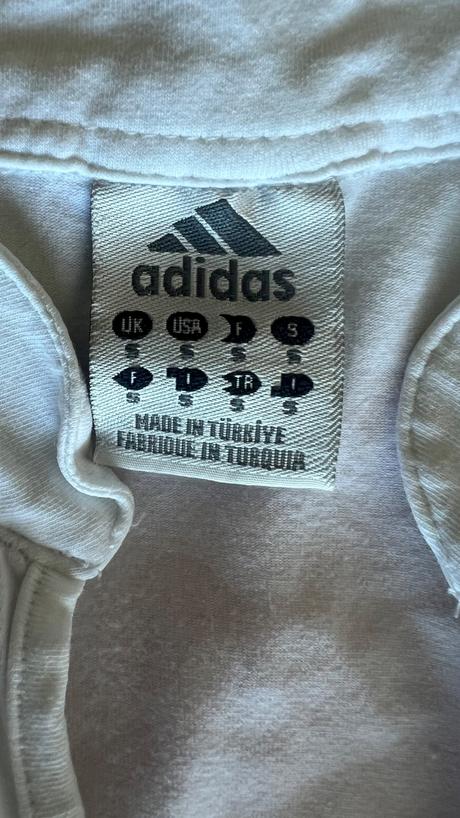 adidas
UK USA F S
S S S S
F I TR I
S S S S
MADE IN TÜRKİYE
FABRIQUE IN TURQUIA